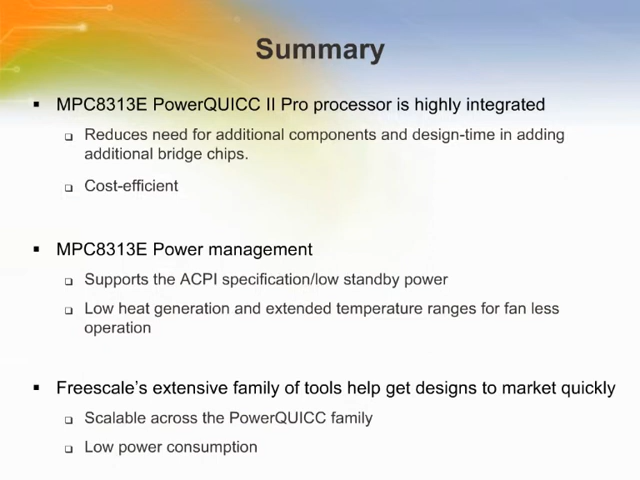 Summary
▪ MPC8313E PowerQUICC II Pro processor is highly integrated
❑ Reduces need for additional components and design-time in adding
additional bridge chips.
❑ Cost-efficient
▪ MPC8313E Power management
❑ Supports the ACPI specification/low standby power
❑ Low heat generation and extended temperature ranges for fan less
operation
▪ Freescale’s extensive family of tools help get designs to market quickly
❑ Scalable across the PowerQUICC family
❑ Low power consumption